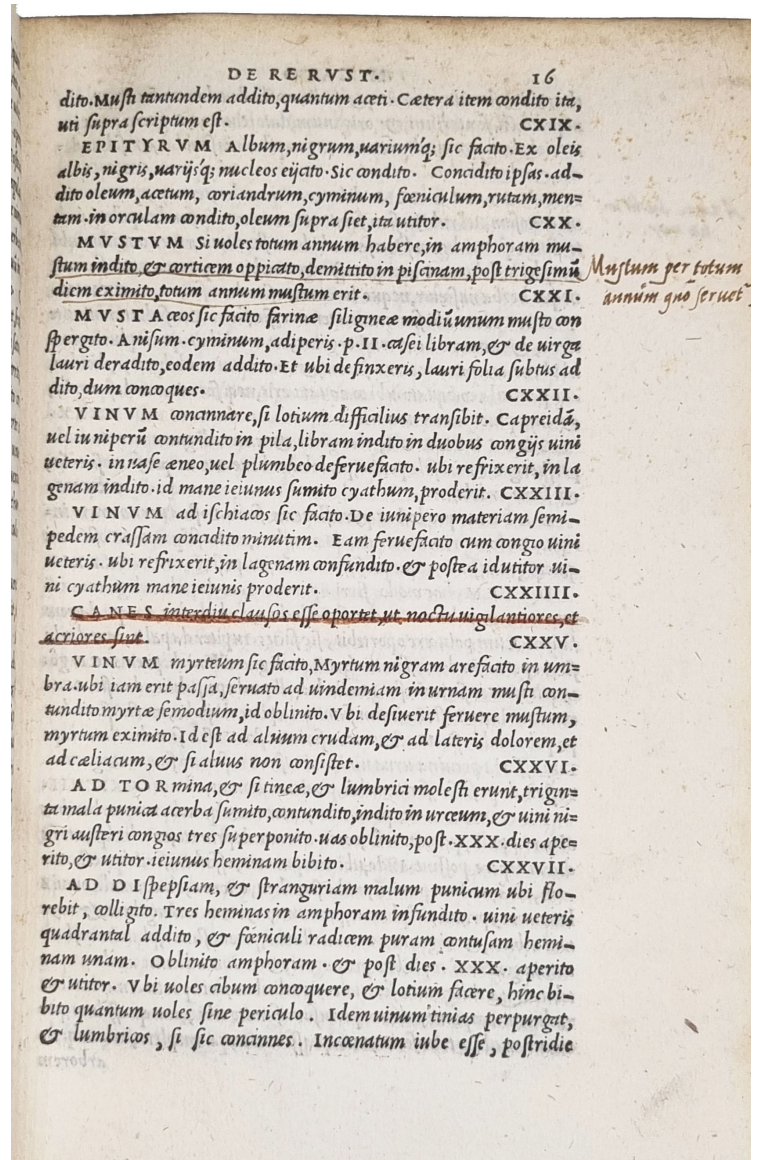 DE RE RVST. 16
dito. Musti tantundem addito, quantum aceti. Cætera item condito ita,
uti supra scriptum est. CXIX.
EPITYRVM Album, nigrum, uariumq́; sic facito. Ex oleis
albis, nigris, uarijsq́; nucleos eijcito. Sic condito. Concidito ipsas. ad-
dito oleum, acetum, coriandrum, cyminum, fœniculum, rutam, men=
tam. in orculam condito, oleum supra siet, ita utitor. CXX.
MVSTVM Si uoles totum annum habere, in amphoram mu-
stum indito, & corticem oppicato, demittito in piscinam, post trigesimū
diem eximito, totum annum mustum erit. CXXI.
Mustum per totum
annum quō seruet
MVSTAceos sic facito farinæ siligineæ modiū unum musto con
spergito. Anisum. cyminum, adiperis. p. II. casei libram, & de uirga
lauri deradito, eodem addito. Et ubi definxeris, lauri folia subtus ad
dito, dum concoques. CXXII.
VINVM concinnare, si lotium difficilius transibit. Capreidā,
uel iuniperū contundito in pila, libram indito in duobus congijs uini
ueteris. in uase æneo, uel plumbeo deferuefacito. ubi refrixerit, in la
genam indito. id mane ieiunus sumito cyathum, proderit. CXXIII.
VINVM ad ischiacos sic facito. De iunipero materiam semi-
pedem crassam concidito minutim. Eam feruefacito cum congio uini
ueteris. ubi refrixerit, in lagenam confundito. & postea id utitor ui-
ni cyathum mane ieiunis proderit. CXXIIII.
CANES interdiu clausos esse oportet, ut noctu uigilantiores, et
acriores sint. CXXV.
VINVM myrteum sic facito, Myrtum nigram arefacito in um=
bra. ubi iam erit passa, seruato ad uindemiam in urnam musti con-
tundito myrtæ semodium, id oblinito. Vbi desiuerit feruere mustum,
myrtum eximito. Id est ad aluum crudam, & ad lateris dolorem, et
ad cæliacum, & si aluus non consistet. CXXVI.
AD TORmina, & si tineæ, & lumbrici molesti erunt, trigin=
ta mala punica acerba sumito, contundito, indito in urceum, & uini ni=
gri austeri congios tres superponito. uas oblinito, post. XXX. dies ape=
rito, & utitor. ieiunus heminam bibito. CXXVII.
AD DIspepsiam, & stranguriam malum punicum ubi flo-
rebit, colligito. Tres heminas in amphoram infundito. uini ueteris
quadrantal addito, & fœniculi radicem puram contusam hemi-
nam unam. Oblinito amphoram. & post dies. XXX. aperito
& utitor. Vbi uoles cibum concoquere, & lotium facere, hinc bi-
bito quantum uoles sine periculo. Idem uinum tinias perpurgat,
& lumbricos, si sic concinnes. Incœnatum iube esse, postridie